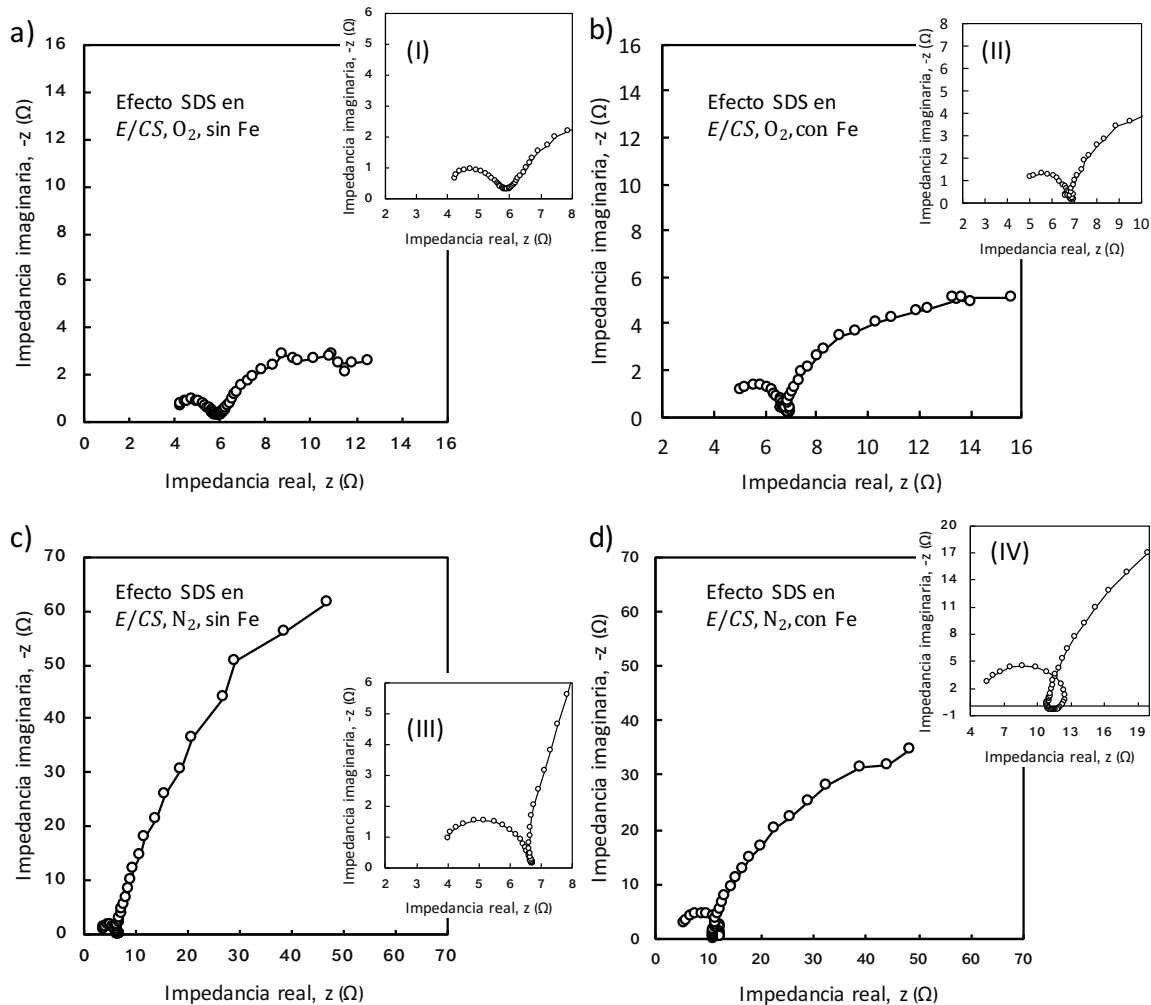 a)
16
14
12
10
8
6
4
2
0
Impedancia imaginaria, -z (Ω)
Efecto SDS en
E/CS, O₂, sin Fe
0 2 4 6 8 10 12 14 16
Impedancia real, z (Ω)
(I)
6
5
4
3
2
1
0
Impedancia imaginaria, -z (Ω)
2 3 4 5 6 7 8
Impedancia real, z (Ω)
b)
16
14
12
10
8
6
4
2
0
Impedancia imaginaria, -z (Ω)
Efecto SDS en
E/CS, O₂, con Fe
2 4 6 8 10 12 14 16
Impedancia real, z (Ω)
(II)
8
7
6
5
4
3
2
1
0
Impedancia imaginaria, -z (Ω)
2 3 4 5 6 7 8 9 10
Impedancia real, z (Ω)
c)
70
60
50
40
30
20
10
0
Impedancia imaginaria, -z (Ω)
Efecto SDS en
E/CS, N₂, sin Fe
0 10 20 30 40 50 60 70
Impedancia real, z (Ω)
(III)
6
5
4
3
2
1
0
Impedancia imaginaria, -z (Ω)
2 3 4 5 6 7 8
Impedancia real, z (Ω)
d)
70
60
50
40
30
20
10
0
Impedancia imaginaria, -z (Ω)
Efecto SDS en
E/CS, N₂, con Fe
0 10 20 30 40 50 60 70
Impedancia real, z (Ω)
(IV)
20
17
14
11
8
5
2
-1
Impedancia imaginaria, -z (Ω)
4 7 10 13 16 19
Impedancia real, z (Ω)